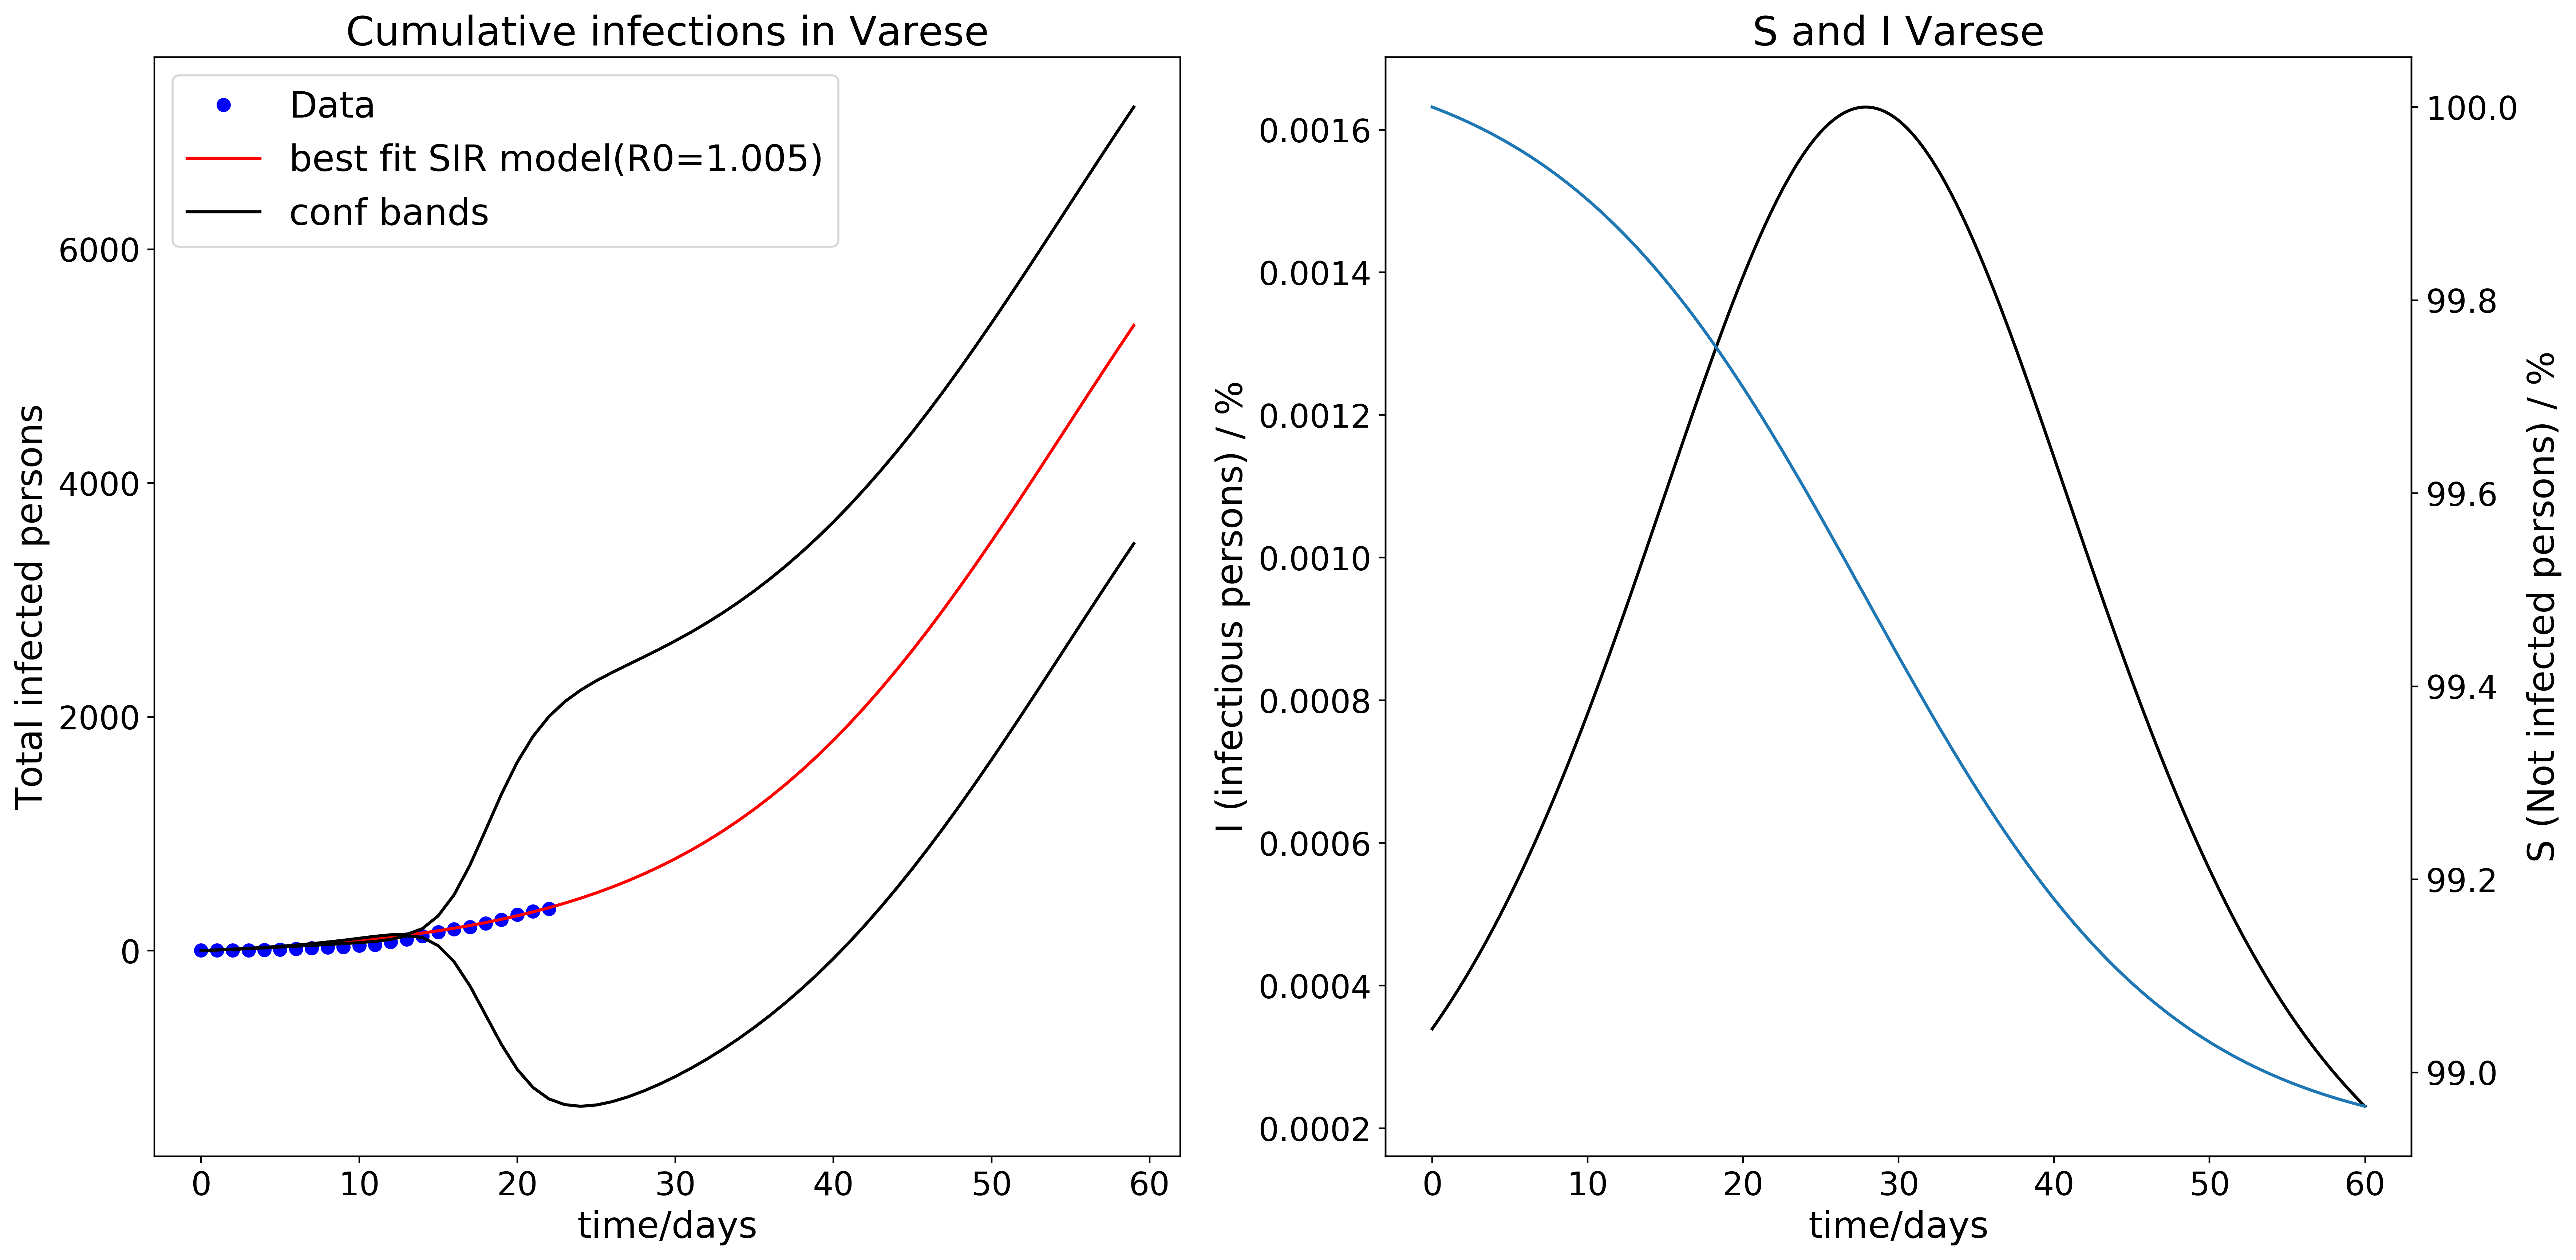 Cumulative infections in Varese
Data
best fit SIR model(R0=1.005)
conf bands
Total infected persons
6000
4000
2000
0
0 10 20 30 40 50 60
time/days
S and I Varese
I (infectious persons) / %
0.0016
0.0014
0.0012
0.0010
0.0008
0.0006
0.0004
0.0002
100.0
99.8
99.6
99.4
99.2
99.0
S (Not infected persons) / %
0 10 20 30 40 50 60
time/days